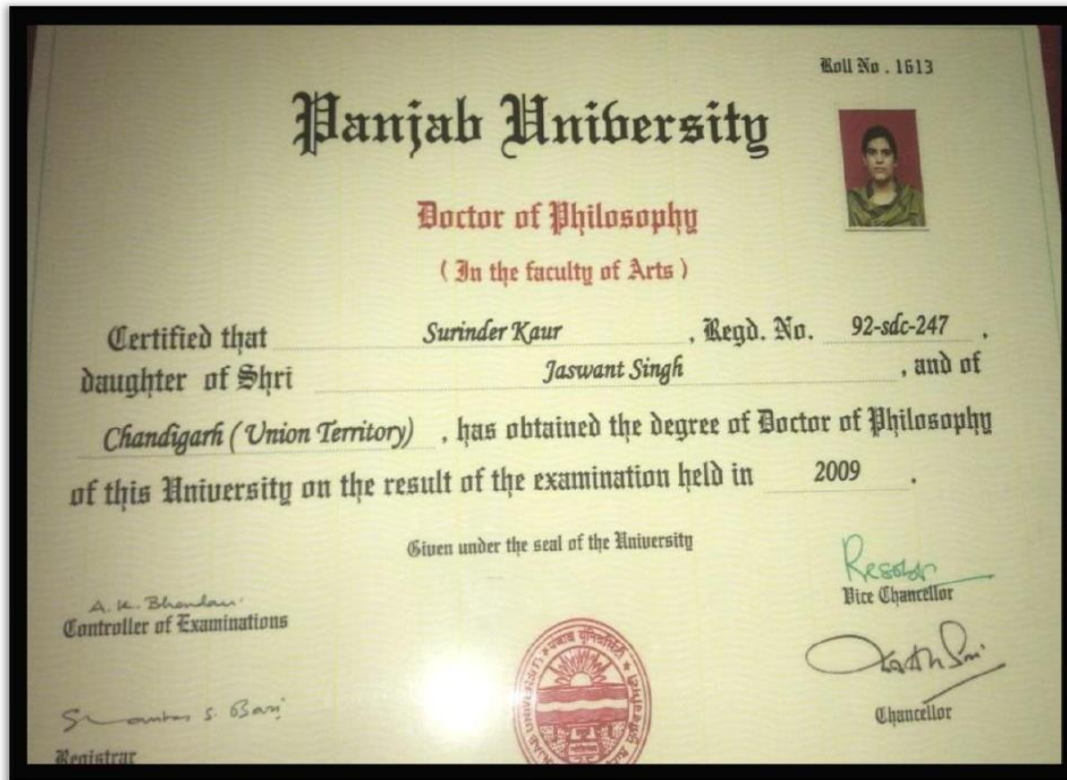 Roll No. 1613
Panjab University
Doctor of Philosophy
( In the faculty of Arts )
Certified that Surinder Kaur , Regd. No. 92-sdc-247 ,
daughter of Shri Jaswant Singh , and of
Chandigarh ( Union Territory) , has obtained the degree of Doctor of Philosophy
of this University on the result of the examination held in 2009 .
Given under the seal of the University
A. K. Bhandari
Controller of Examinations
Vice Chancellor
S. Bari
Registrar
Chancellor